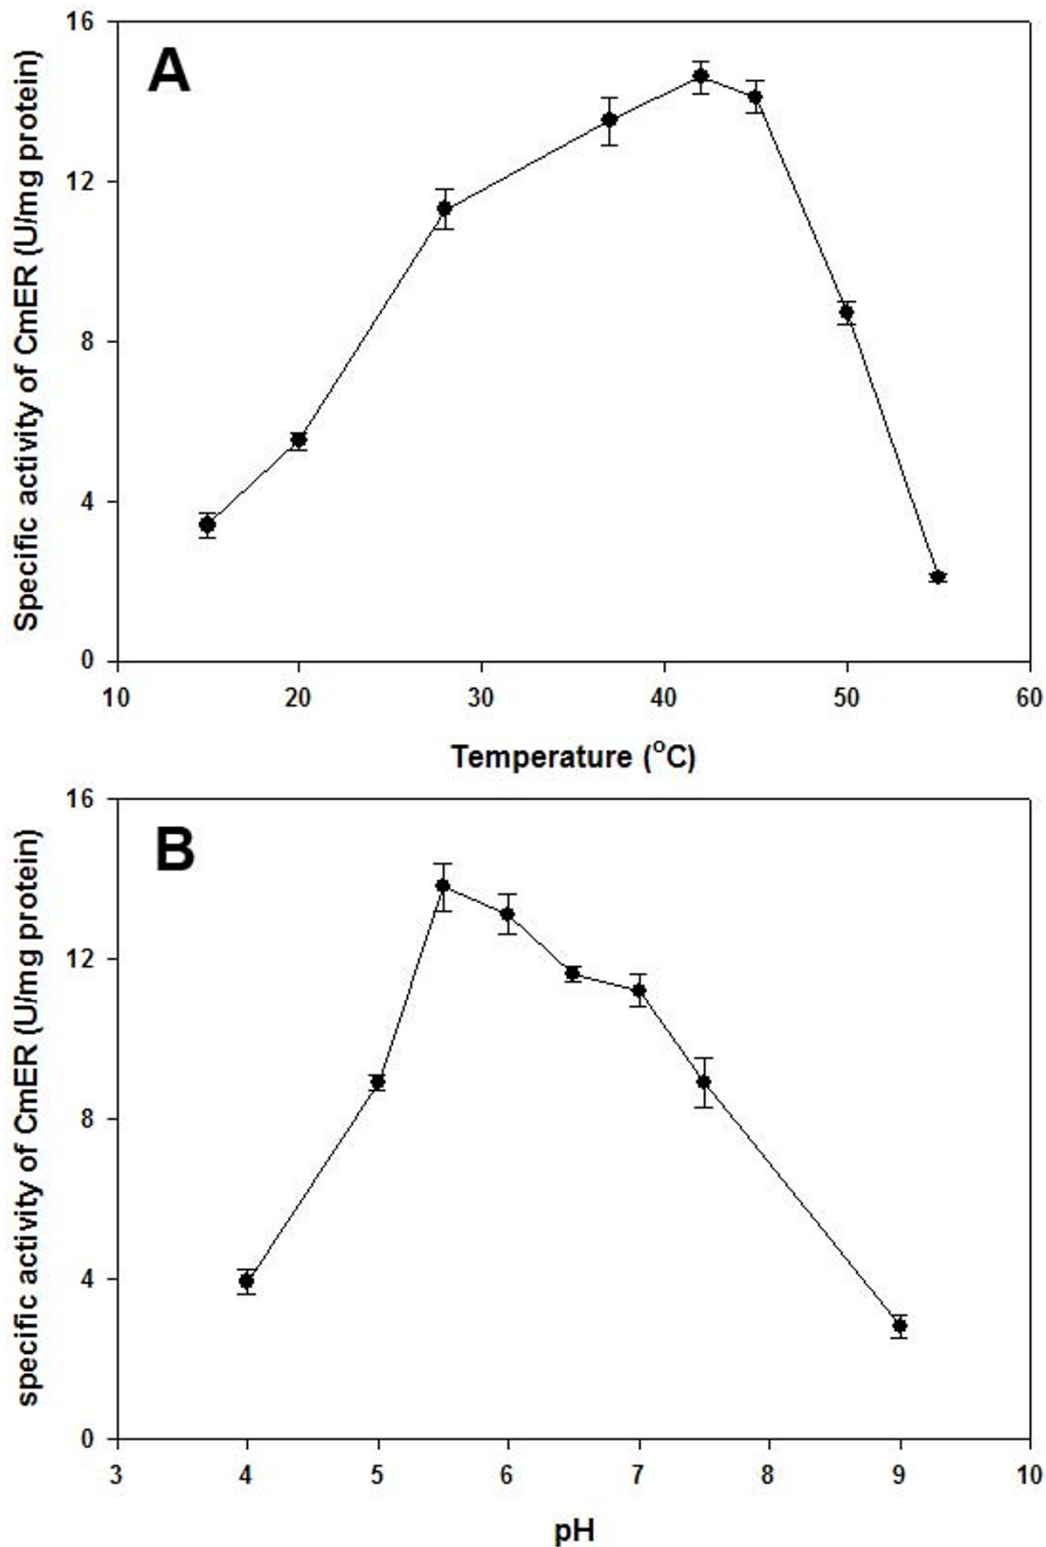 A
Specific activity of CmER (U/mg protein)
16
12
8
4
0
10 20 30 40 50 60
Temperature (°C)
B
specific activity of CmER (U/mg protein)
16
12
8
4
0
3 4 5 6 7 8 9 10
pH